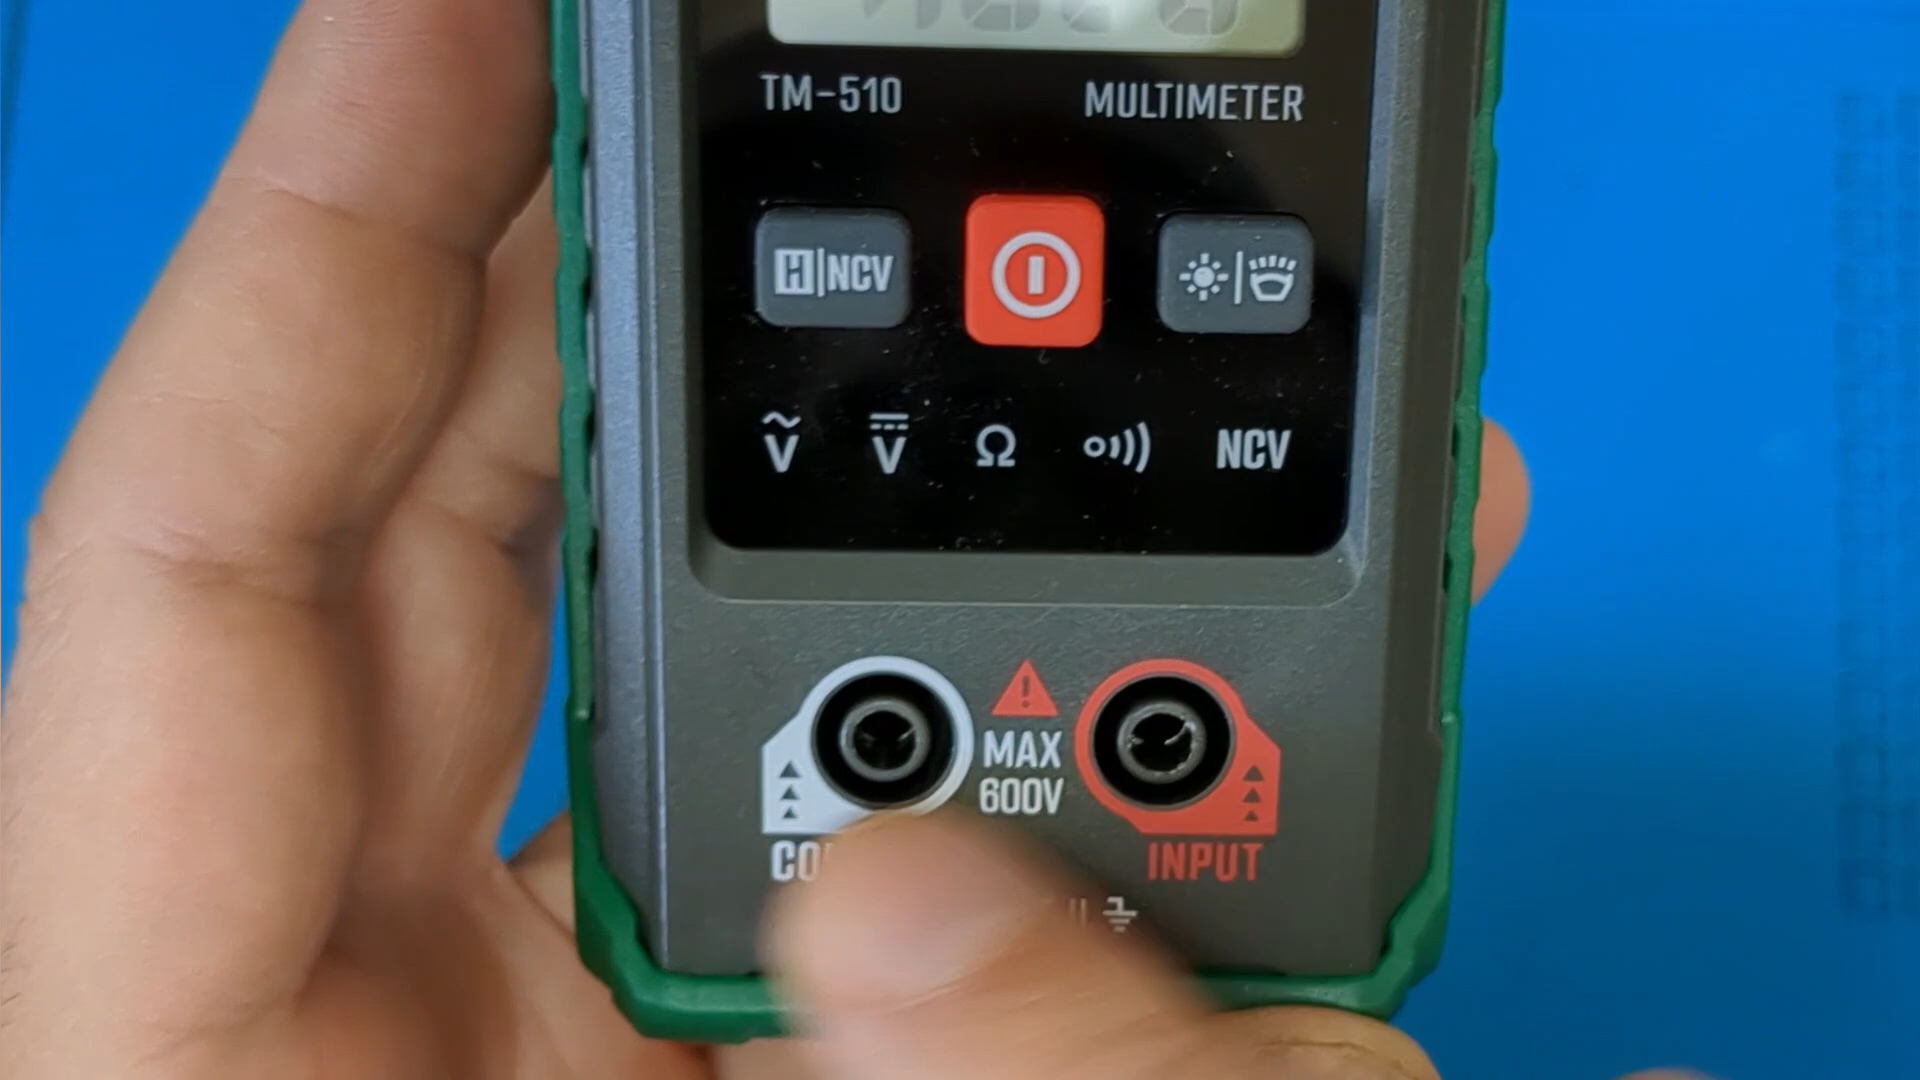 TM-510 MULTIMETER
H|NCV
V V Ω NCV
MAX
600V
INPUT